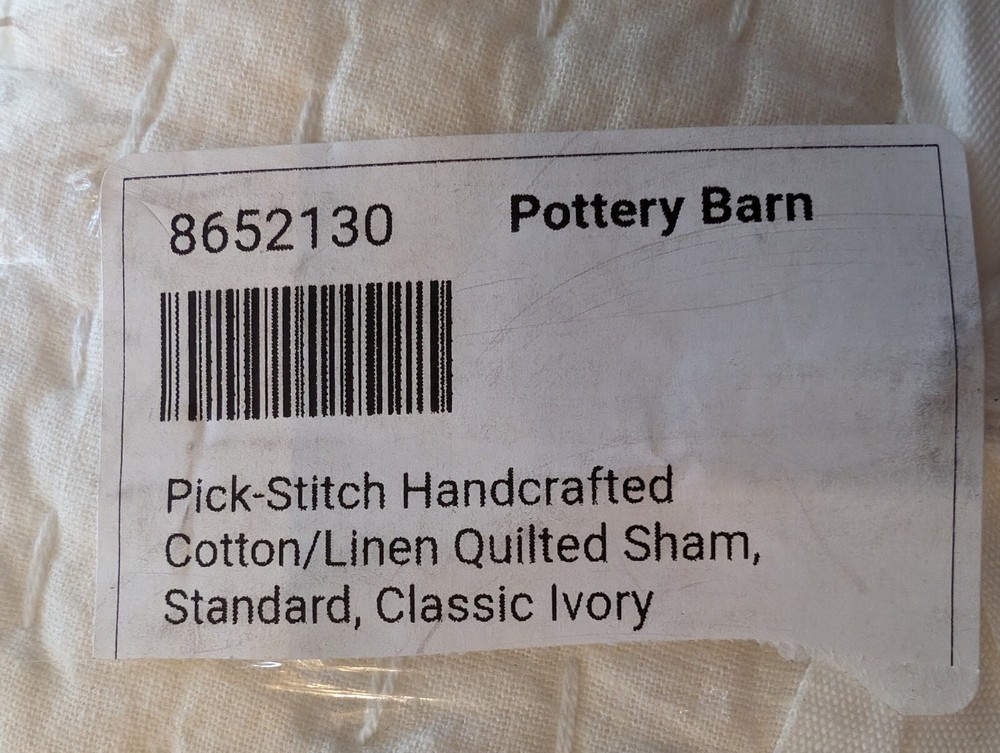 8652130 Pottery Barn
Pick-Stitch Handcrafted
Cotton/Linen Quilted Sham,
Standard, Classic Ivory